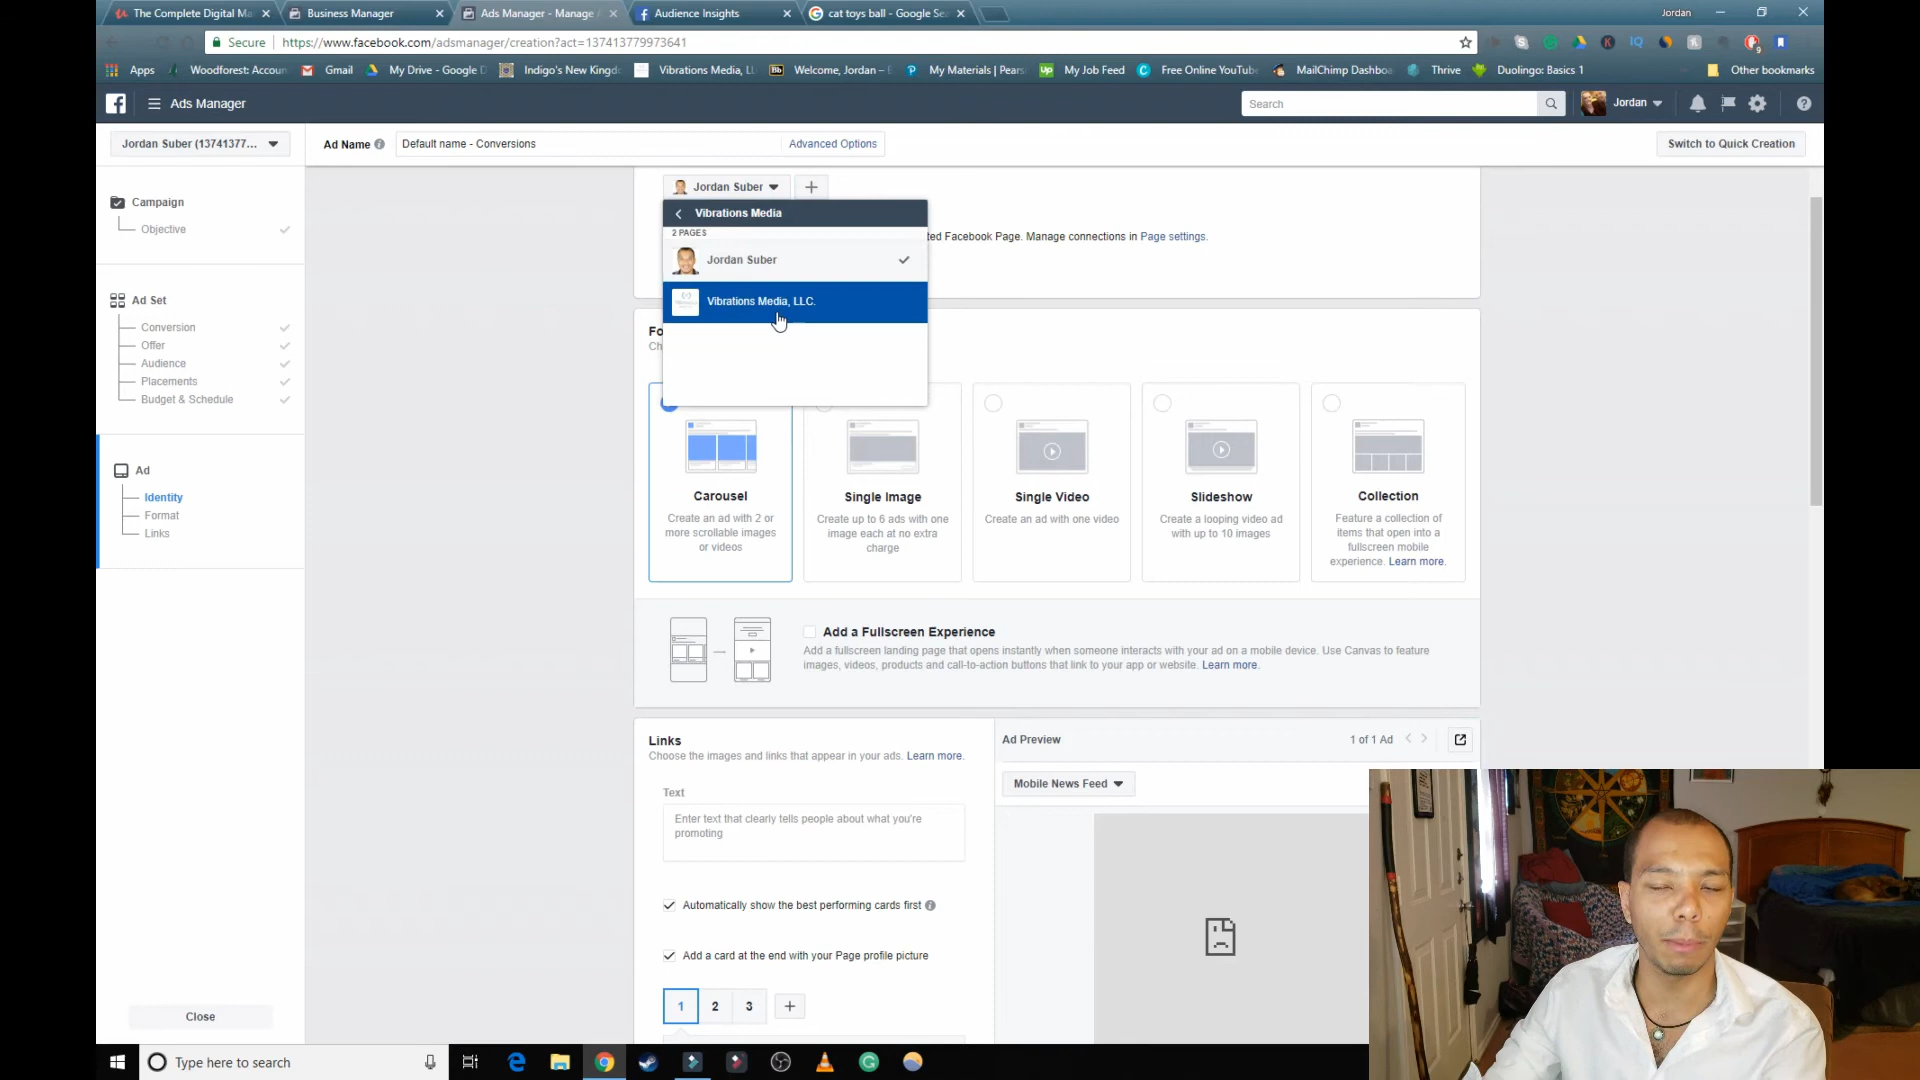 The Complete Digital Ma
Business Manager
Ads Manager - Manage A
Audience Insights
cat toys ball - Google Se
Jordan
Secure
https://www.facebook.com/adsmanager/creation?act=137413779973641
Apps
Woodforest: Accoun
Gmail
My Drive - Google D
Indigo's New Kingdo
Vibrations Media, LL
Welcome, Jordan –
My Materials | Pears
My Job Feed
Free Online YouTube
MailChimp Dashboa
Thrive
Duolingo: Basics 1
Other bookmarks
Ads Manager
Search
Jordan
Jordan Suber (13741377...
Ad Name
Default name - Conversions
Advanced Options
Switch to Quick Creation
Campaign
Objective
Ad Set
Conversion
Offer
Audience
Placements
Budget & Schedule
Ad
Identity
Format
Links
Close
Jordan Suber
Vibrations Media
2 PAGES
Jordan Suber
Vibrations Media, LLC.
ted Facebook Page. Manage connections in Page settings.
Fo
Ch
Carousel
Create an ad with 2 or
more scrollable images
or videos
Single Image
Create up to 6 ads with one
image each at no extra
charge
Single Video
Create an ad with one video
Slideshow
Create a looping video ad
with up to 10 images
Collection
Feature a collection of
items that open into a
fullscreen mobile
experience. Learn more.
Add a Fullscreen Experience
Add a fullscreen landing page that opens instantly when someone interacts with your ad on a mobile device. Use Canvas to feature
images, videos, products and call-to-action buttons that link to your app or website. Learn more.
Links
Choose the images and links that appear in your ads. Learn more.
Text
Enter text that clearly tells people about what you're
promoting
Automatically show the best performing cards first
Add a card at the end with your Page profile picture
1 2 3 +
Ad Preview
1 of 1 Ad
Mobile News Feed
Type here to search